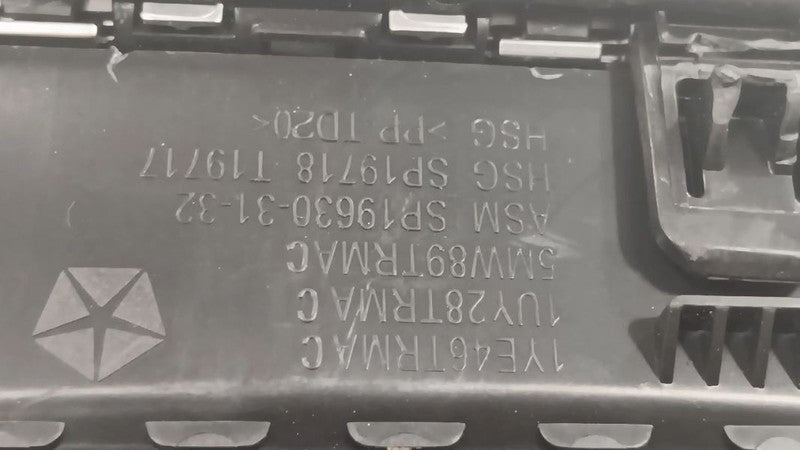 1YE46TRMA C
1UY28TRMA C
5MW89TRMAC
ASM SP19630-31-32
HSG SP19718 T19717
HSG >PP TD20<